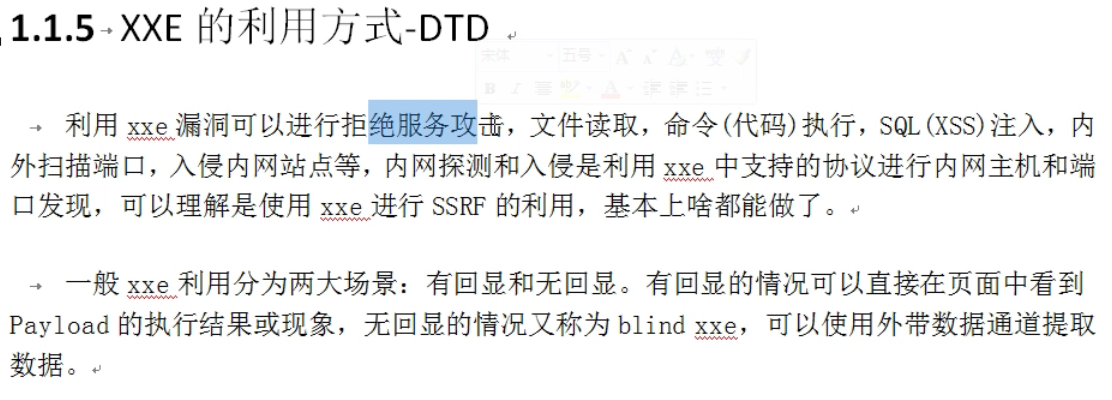 1.1.5 XXE 的利用方式-DTD
宋体 五号
利用 xxe 漏洞可以进行拒绝服务攻击，文件读取，命令(代码)执行，SQL(XSS)注入，内
外扫描端口，入侵内网站点等，内网探测和入侵是利用 xxe 中支持的协议进行内网主机和端
口发现，可以理解是使用 xxe 进行 SSRF 的利用，基本上啥都能做了。
一般 xxe 利用分为两大场景：有回显和无回显。有回显的情况可以直接在页面中看到
Payload 的执行结果或现象，无回显的情况又称为 blind xxe，可以使用外带数据通道提取
数据。